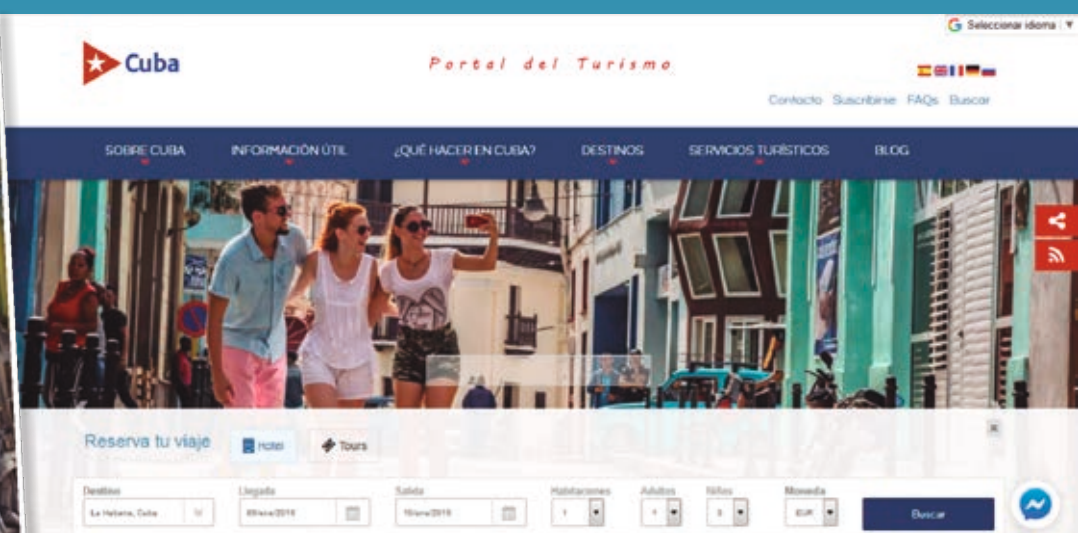 Seleccionar idioma
Cuba
Portal del Turismo
Contacto Suscribirse FAQs Buscar
SOBRE CUBA INFORMACIÓN ÚTIL ¿QUÉ HACER EN CUBA? DESTINOS SERVICIOS TURÍSTICOS BLOG
Reserva tu viaje Hotel Tours
Destino Llegada Salida Habitaciones Adultos Niños Moneda
La Habana, Cuba 1 1 EUR Buscar